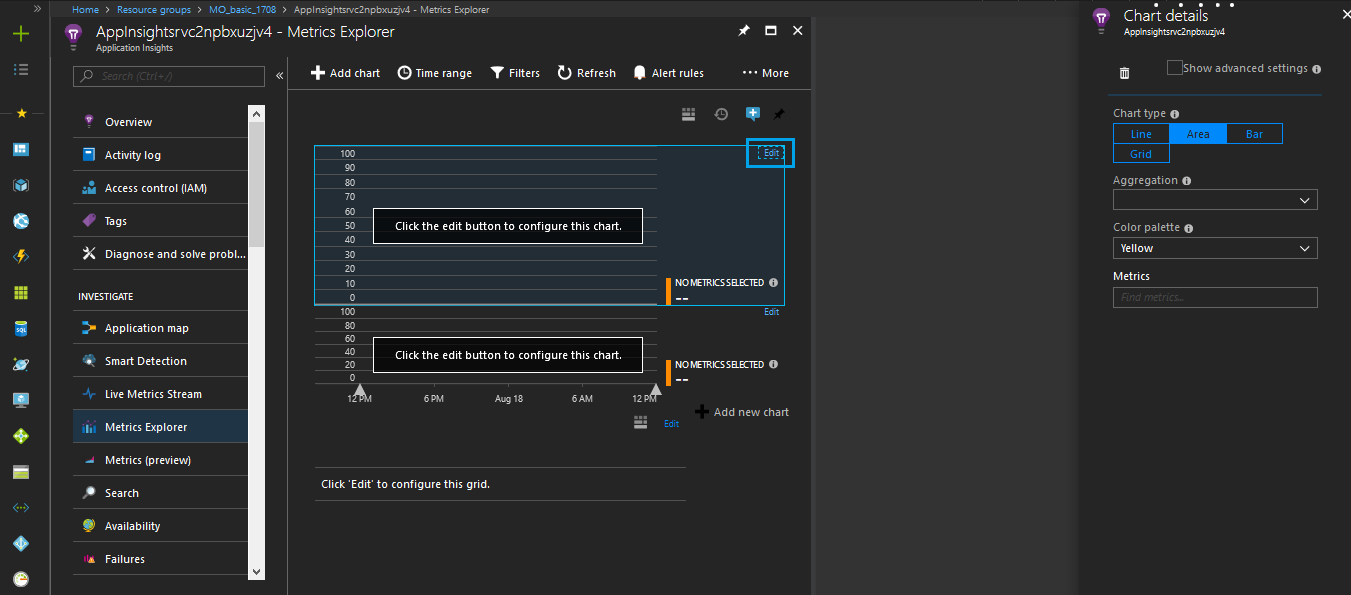 Home > Resource groups > MO_basic_1708 > AppInsightsrvc2npbxuzjv4 - Metrics Explorer
AppInsightsrvc2npbxuzjv4 - Metrics Explorer
Application Insights
Search (Ctrl+/)
Overview
Activity log
Access control (IAM)
Tags
Diagnose and solve probl...
INVESTIGATE
Application map
Smart Detection
Live Metrics Stream
Metrics Explorer
Metrics (preview)
Search
Availability
Failures
SQL
Add chart Time range Filters Refresh Alert rules ··· More
Edit
100
90
80
70
60
50
40
30
20
10
0
Click the edit button to configure this chart.
NO METRICS SELECTED
--
Edit
100
80
60
40
20
0
Click the edit button to configure this chart.
NO METRICS SELECTED
--
12 PM 6 PM Aug 18 6 AM 12 PM
Add new chart
Edit
Click 'Edit' to configure this grid.
Chart details
AppInsightsrvc2npbxuzjv4
Show advanced settings
Chart type
Line Area Bar
Grid
Aggregation
Color palette
Yellow
Metrics
Find metrics...